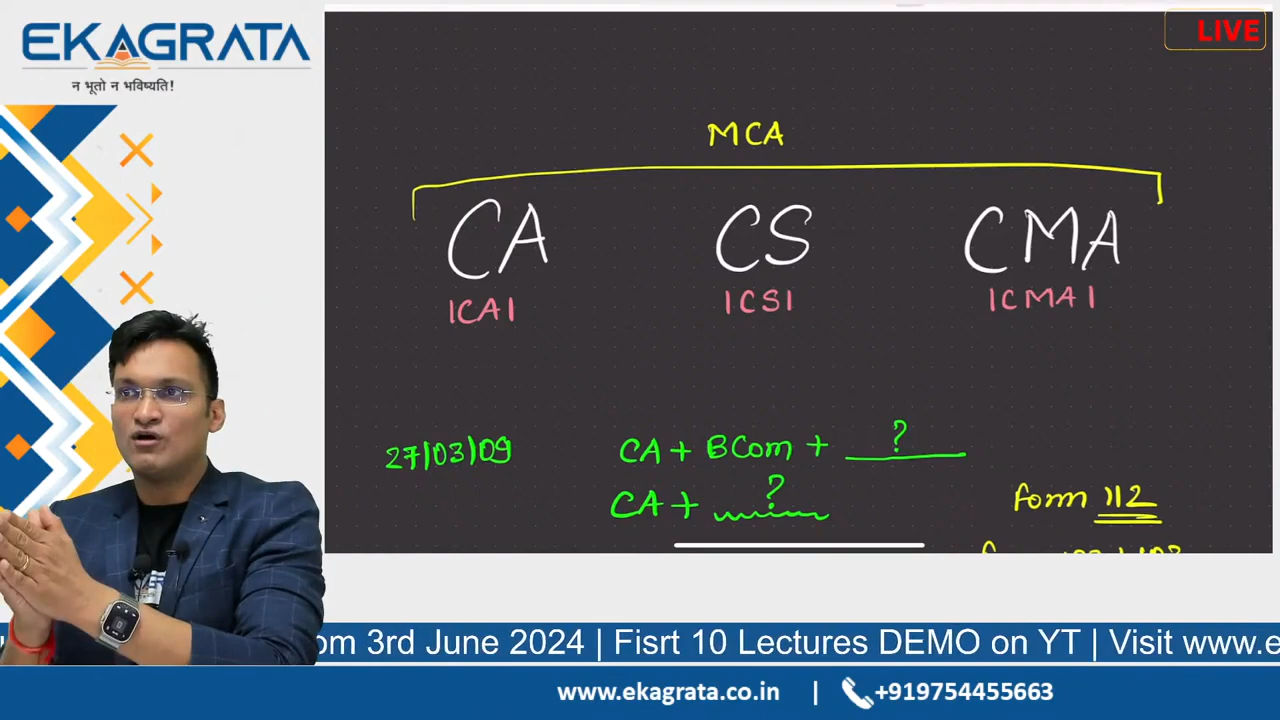 EKAGRATA
न भूतो न भविष्यति!
LIVE
MCA
CA CS CMA
ICAI ICSI ICMAI
27/03/09
CA + BCom + ?
CA + ?
Form 112
om 3rd June 2024 | Fisrt 10 Lectures DEMO on YT | Visit www.e
www.ekagrata.co.in | +919754455663